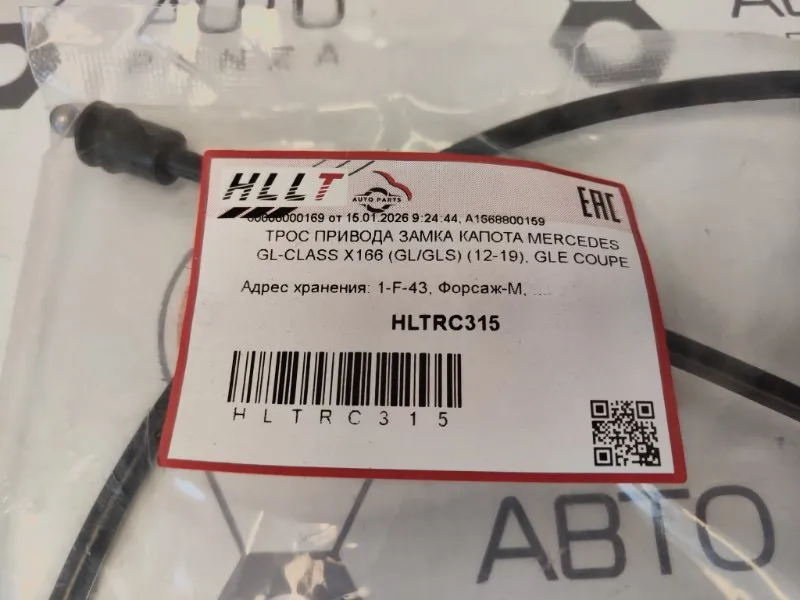 HLLT
AUTO PARTS
EAC
00000000169 от 15.01.2026 9:24:44, A1668800159
ТРОС ПРИВОДА ЗАМКА КАПОТА MERCEDES
GL-CLASS X166 (GL/GLS) (12-19), GLE COUPE
Адрес хранения: 1-F-43, Форсаж-М, ...
HLTRC315
HLTRC315
АВТО